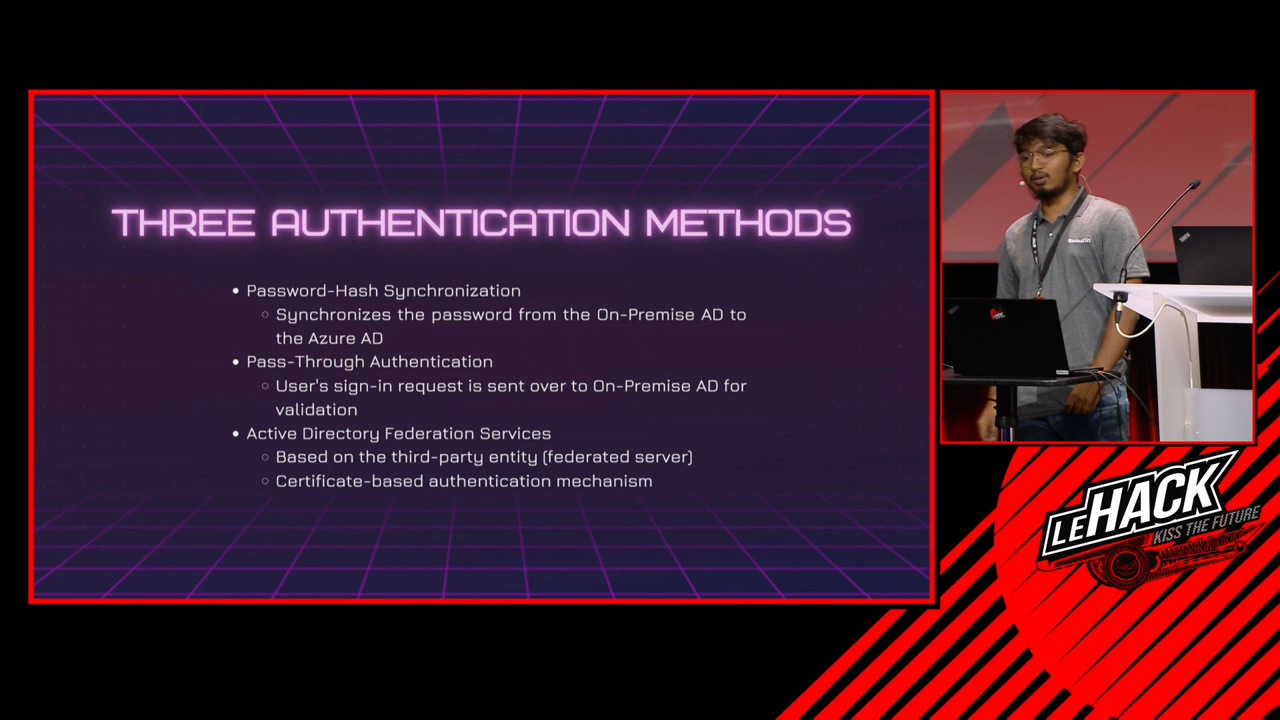 THREE AUTHENTICATION METHODS
• Password-Hash Synchronization
○ Synchronizes the password from the On-Premise AD to
the Azure AD
• Pass-Through Authentication
○ User's sign-in request is sent over to On-Premise AD for
validation
• Active Directory Federation Services
○ Based on the third-party entity (federated server)
○ Certificate-based authentication mechanism
LEHACK
KISS THE FUTURE